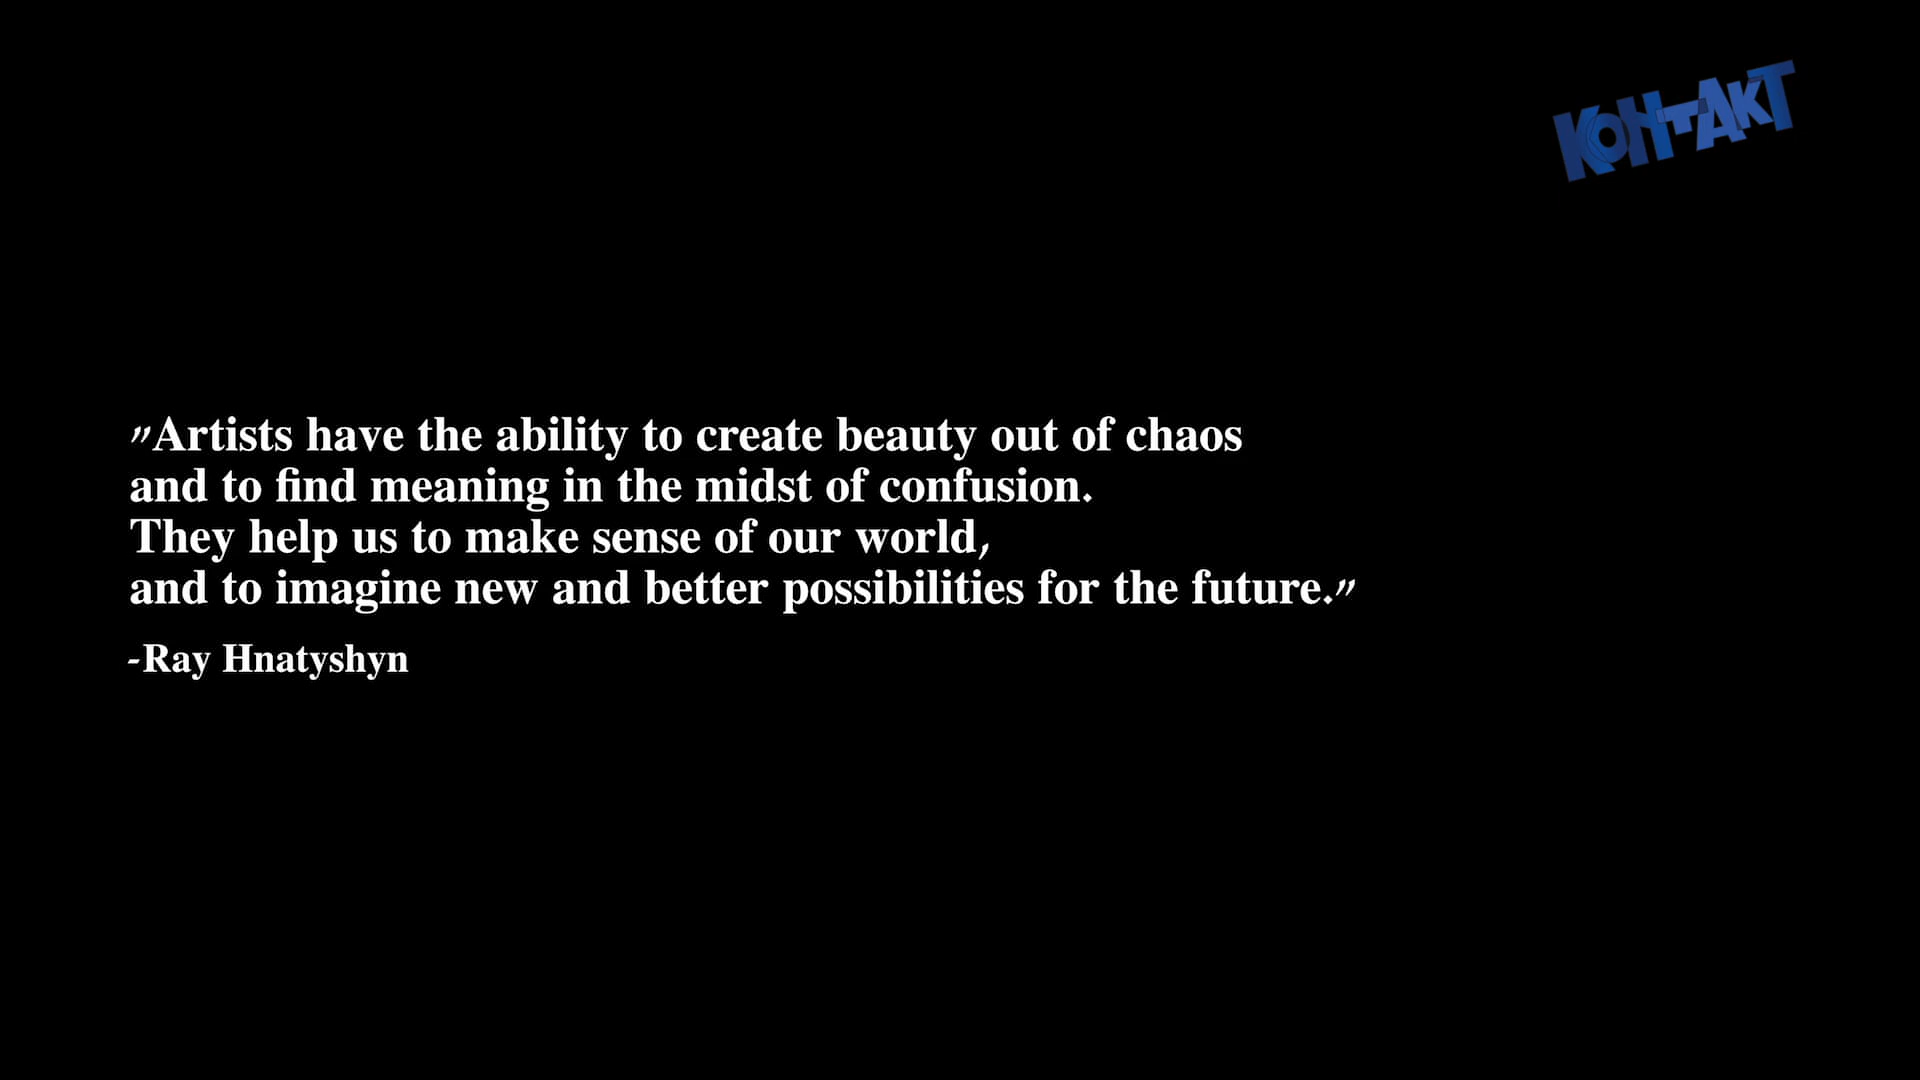 КОНТАКТ
"Artists have the ability to create beauty out of chaos
and to find meaning in the midst of confusion.
They help us to make sense of our world,
and to imagine new and better possibilities for the future."
-Ray Hnatyshyn